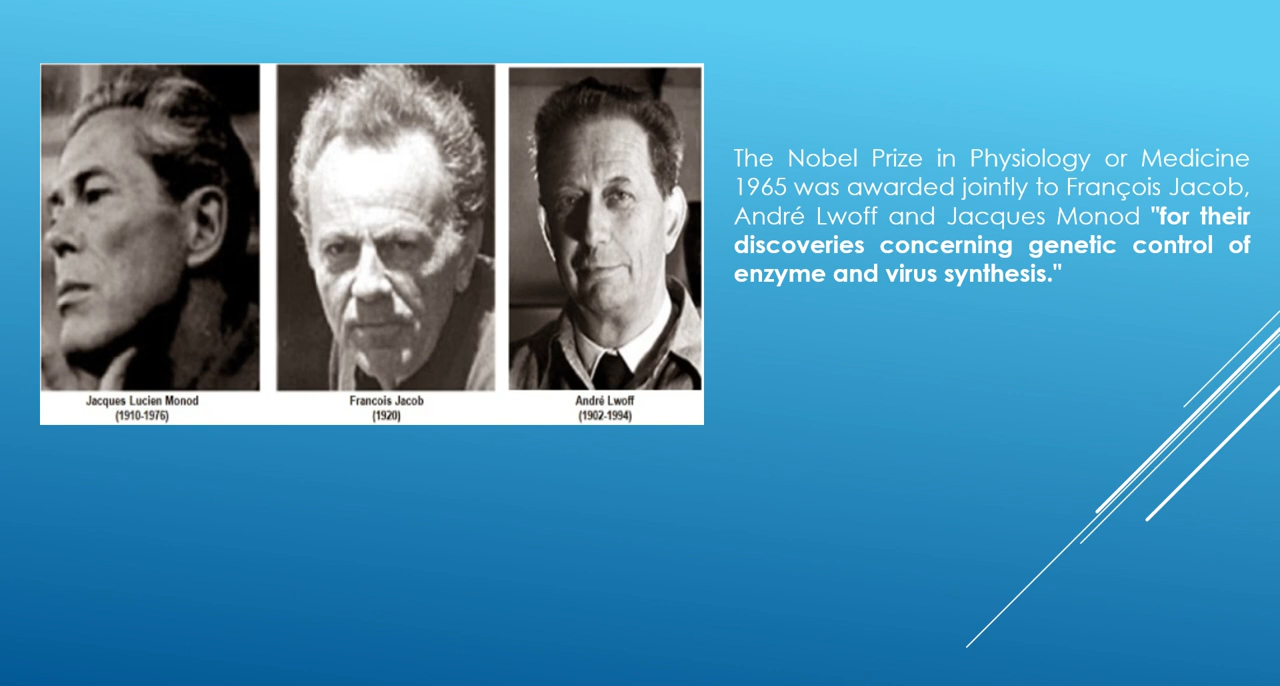 Jacques Lucien Monod
(1910-1976)
Francois Jacob
(1920)
André Lwoff
(1902-1994)
The Nobel Prize in Physiology or Medicine
1965 was awarded jointly to François Jacob,
André Lwoff and Jacques Monod "for their
discoveries concerning genetic control of
enzyme and virus synthesis."